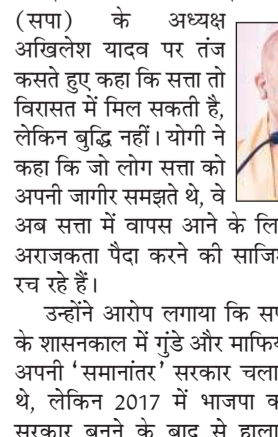 (सपा) के अध्यक्ष
अखिलेश यादव पर तंज
कसते हुए कहा कि सत्ता तो
विरासत में मिल सकती है,
लेकिन बुद्धि नहीं। योगी ने
कहा कि जो लोग सत्ता को
अपनी जागीर समझते थे, वे
अब सत्ता में वापस आने के
अराजकता पैदा करने की
रच रहे हैं।
उन्होंने आरोप लगाया कि
के शासनकाल में गुंडे और
अपनी 'समानांतर' सरकार
थे, लेकिन 2017 में भाजपा
सरकार बनने के बाद से